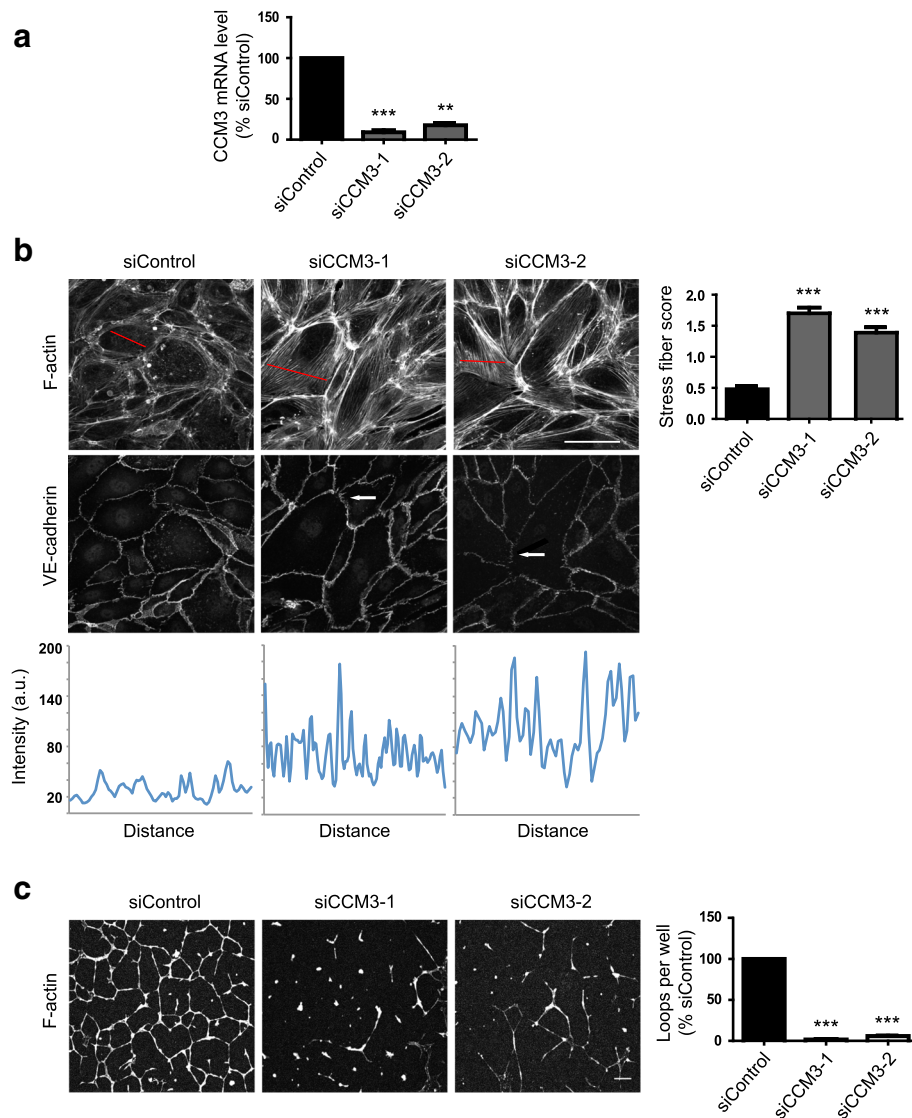 a
CCM3 mRNA level
(% siControl)
150
100
50
0
***
**
siControl
siCCM3-1
siCCM3-2
b
siControl
siCCM3-1
siCCM3-2
F-actin
VE-cadherin
Stress fiber score
2.0
1.5
1.0
0.5
0.0
***
***
siControl
siCCM3-1
siCCM3-2
Intensity (a.u.)
200
140
80
20
Distance
Distance
Distance
c
siControl
siCCM3-1
siCCM3-2
F-actin
Loops per well
(% siControl)
150
100
50
0
***
***
siControl
siCCM3-1
siCCM3-2